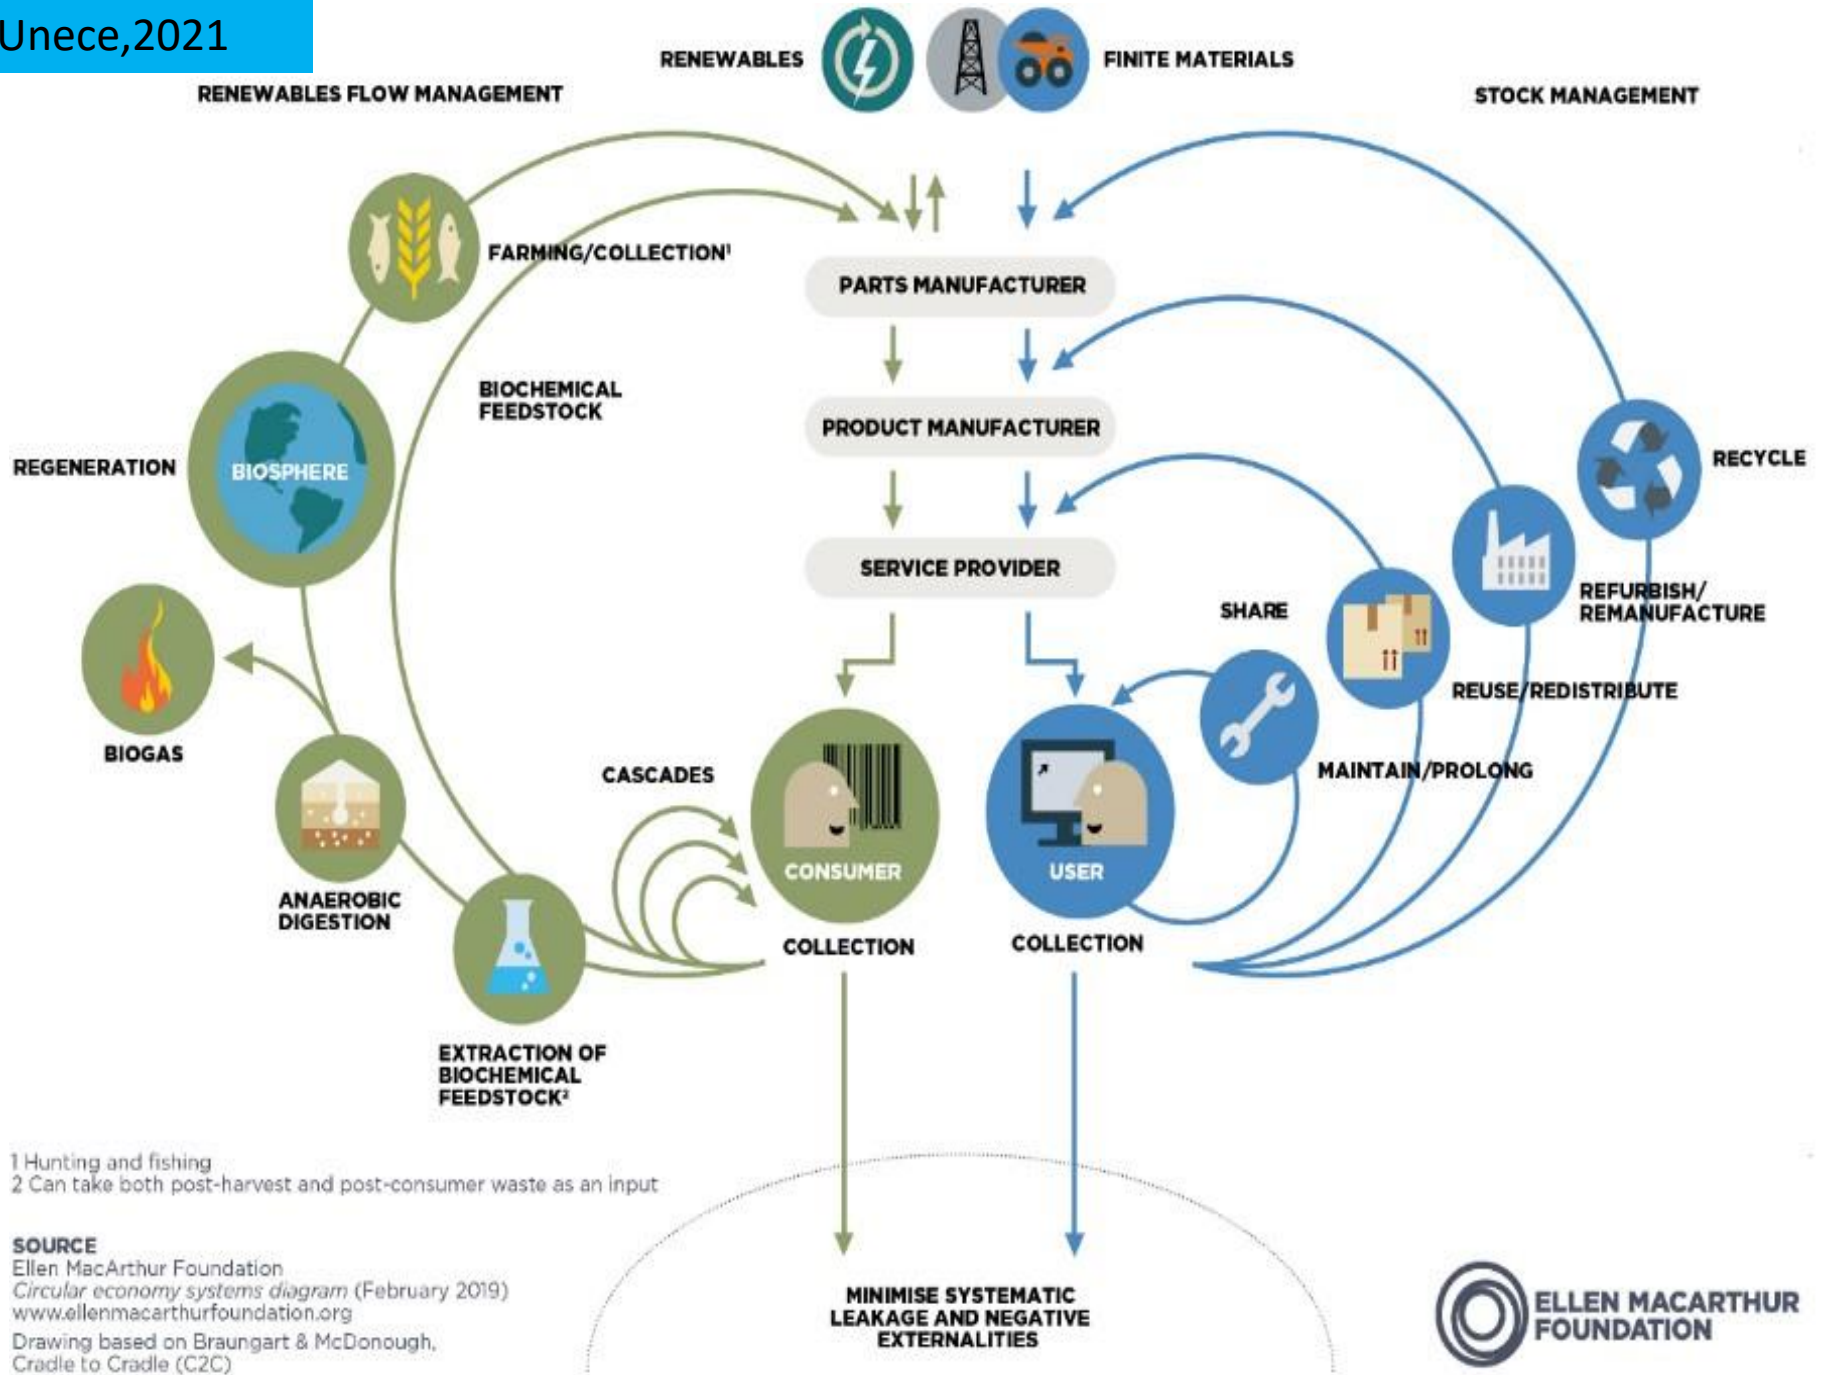 Unece,2021
RENEWABLES
FINITE MATERIALS
RENEWABLES FLOW MANAGEMENT
STOCK MANAGEMENT
FARMING/COLLECTION¹
PARTS MANUFACTURER
BIOCHEMICAL
FEEDSTOCK
PRODUCT MANUFACTURER
REGENERATION
BIOSPHERE
RECYCLE
SERVICE PROVIDER
SHARE
REFURBISH/
REMANUFACTURE
REUSE/REDISTRIBUTE
BIOGAS
CASCADES
MAINTAIN/PROLONG
CONSUMER
USER
ANAEROBIC
DIGESTION
COLLECTION
COLLECTION
EXTRACTION OF
BIOCHEMICAL
FEEDSTOCK²
1 Hunting and fishing
2 Can take both post-harvest and post-consumer waste as an input
SOURCE
Ellen MacArthur Foundation
Circular economy systems diagram (February 2019)
www.ellenmacarthurfoundation.org
Drawing based on Braungart & McDonough,
Cradle to Cradle (C2C)
MINIMISE SYSTEMATIC
LEAKAGE AND NEGATIVE
EXTERNALITIES
ELLEN MACARTHUR
FOUNDATION